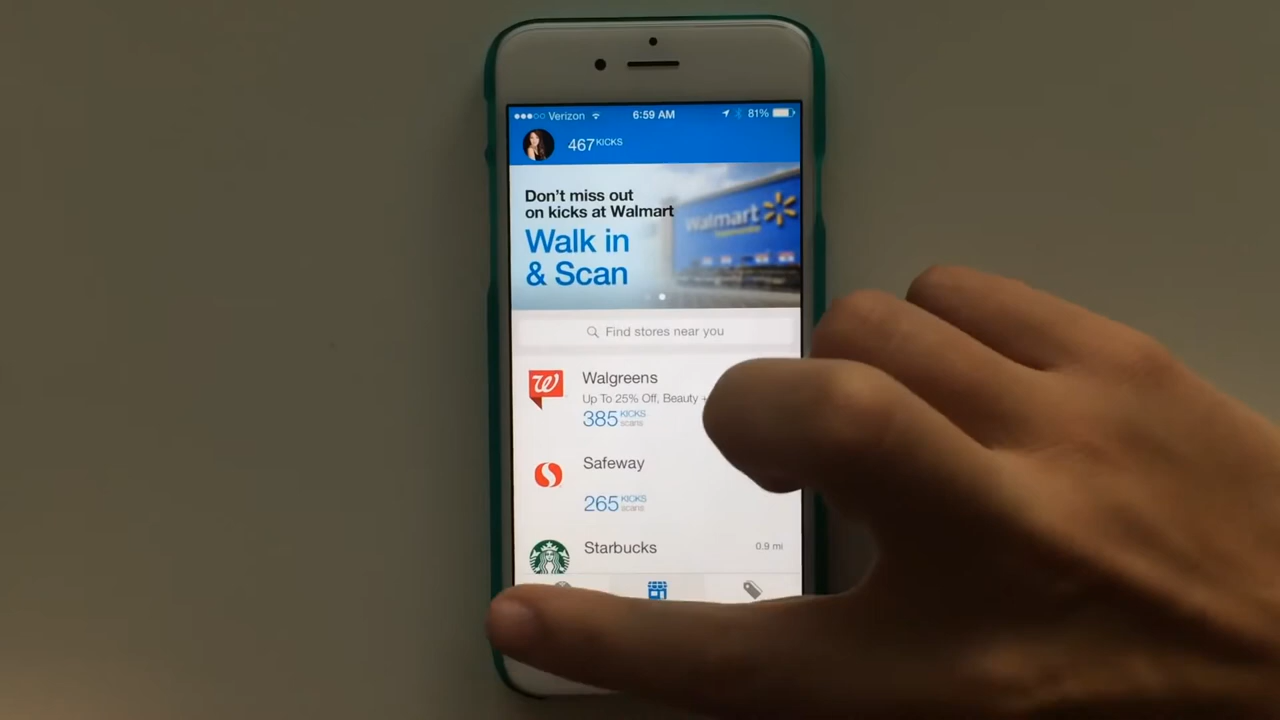 Verizon 6:59 AM 81%
467 KICKS
Don't miss out
on kicks at Walmart
Walk in
& Scan
Walmart
Find stores near you
Walgreens
Up To 25% Off, Beauty +
385 KICKS
scans
Safeway
265 KICKS
scans
Starbucks 0.9 mi